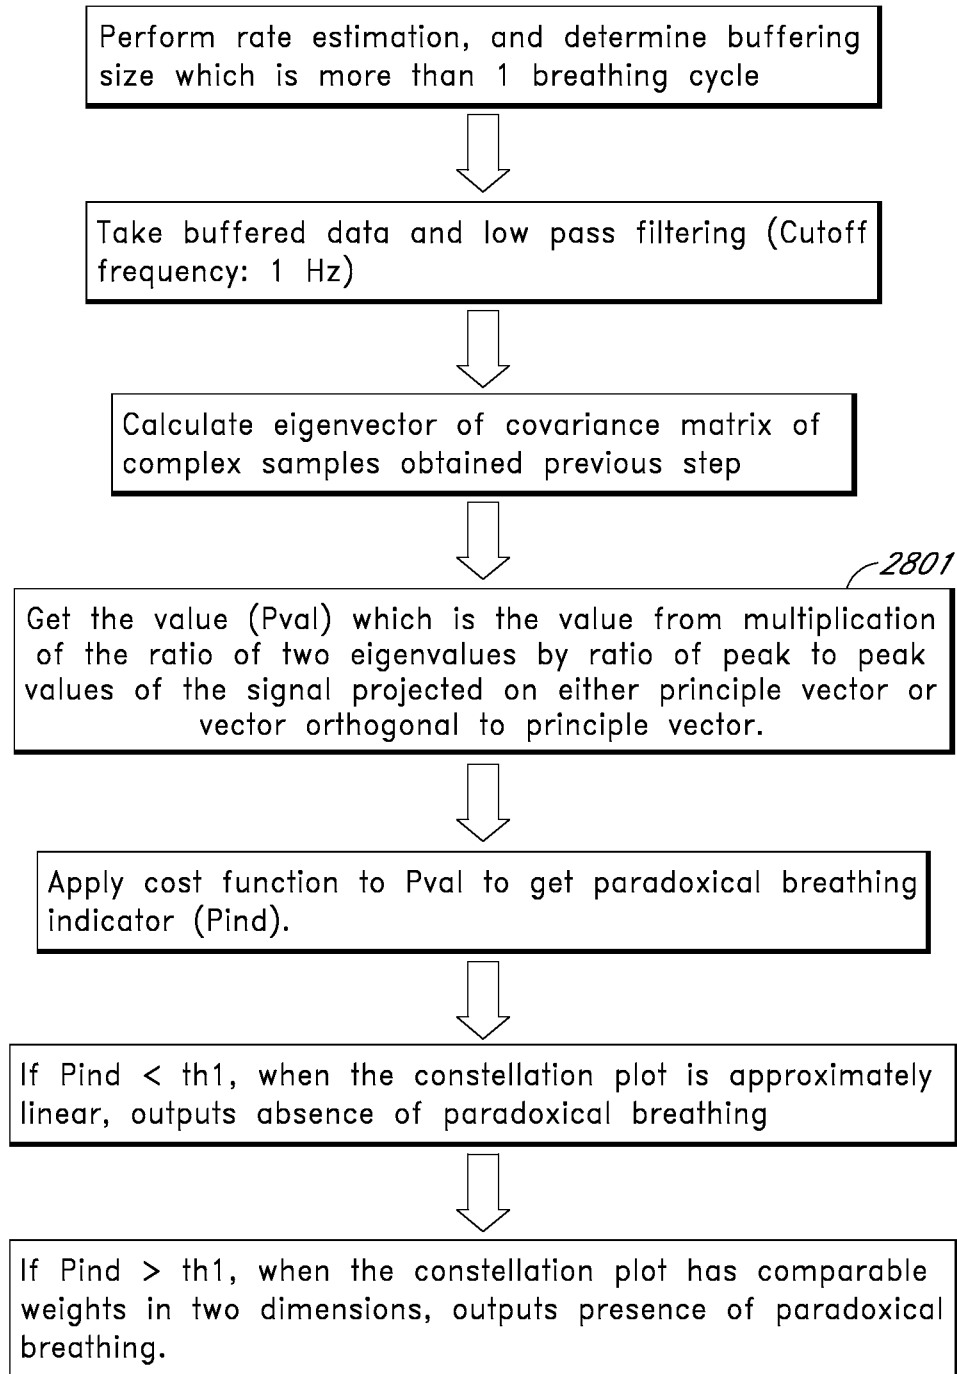 Perform rate estimation, and determine buffering
size which is more than 1 breathing cycle
Take buffered data and low pass filtering (Cutoff
frequency: 1 Hz)
Calculate eigenvector of covariance matrix of
complex samples obtained previous step
2801
Get the value (Pval) which is the value from multiplication
of the ratio of two eigenvalues by ratio of peak to peak
values of the signal projected on either principle vector or
vector orthogonal to principle vector.
Apply cost function to Pval to get paradoxical breathing
indicator (Pind).
If Pind < th1, when the constellation plot is approximately
linear, outputs absence of paradoxical breathing
If Pind > th1, when the constellation plot has comparable
weights in two dimensions, outputs presence of paradoxical
breathing.